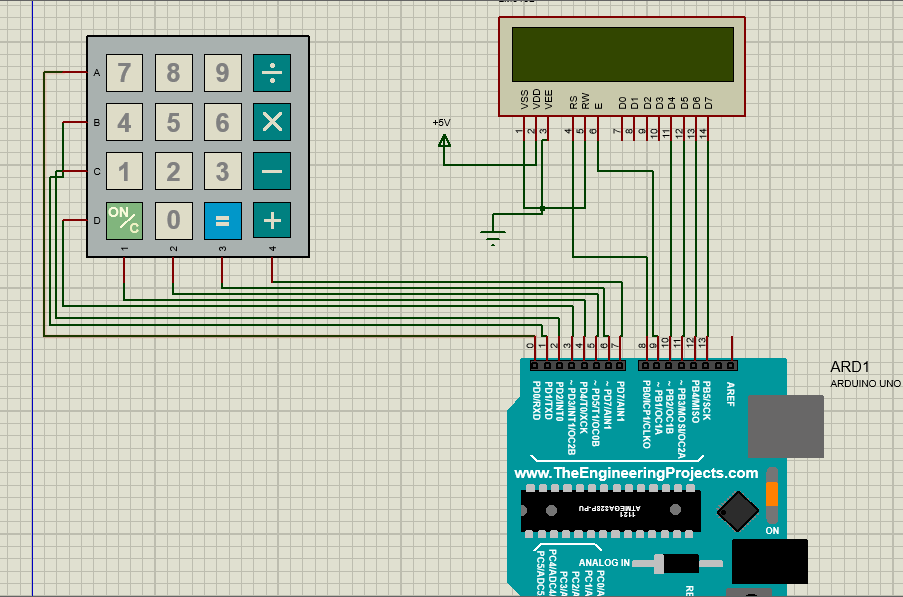 7 8 9 ÷
4 5 6 ×
1 2 3 −
ON/C 0 = +
A
B
C
D
1 2 3 4
+5V
VSS VDD VEE RS RW E D0 D1 D2 D3 D4 D5 D6 D7
1 2 3 4 5 6 7 8 9 10 11 12 13 14
0 1 2 3 4 5 6 7 8 9 10 11 12 13
PD0/RXD
PD1/TXD
PD2/INT0
~ PD3/INT1/OC2B
PD4/T0/XCK
~ PD5/T1/OC0B
~ PD7/AIN1
PD7/AIN1
PB0/ICP1/CLKO
~ PB1/OC1A
~ PB2/OC1B
~ PB3/MOSI/OC2A
PB4/MISO
PB5/SCK
AREF
ARD1
ARDUINO UNO
www.TheEngineeringProjects.com
ATMEGA328P-PU
1121
ON
ANALOG IN
PC5/ADC5
PC4/ADC4/
PC3/A
PC2/A
PC1/A
PC0/A
RE